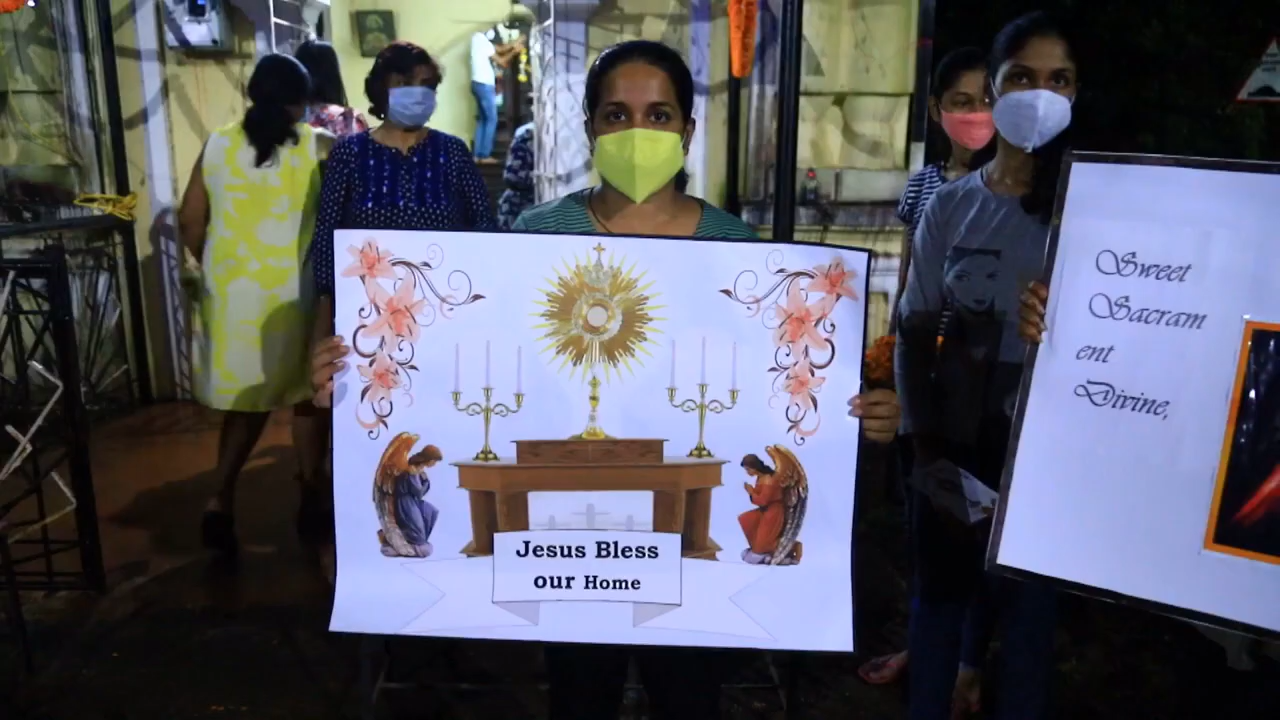 Jesus Bless
our Home
Sweet
Sacram
ent
Divine,